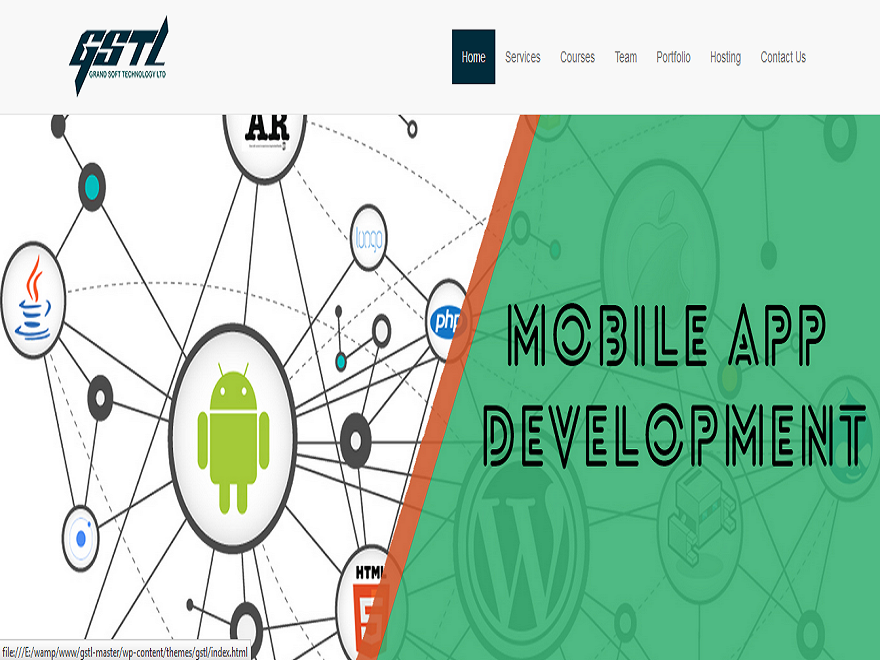 GSTL
GRAND SOFT TECHNOLOGY LTD
Home Services Courses Team Portfolio Hosting Contact Us
AR
php
HTML
5
MOBILE APP
DEVELOPMENT
W
file:///E:/wamp/www/gstl-master/wp-content/themes/gstl/index.html